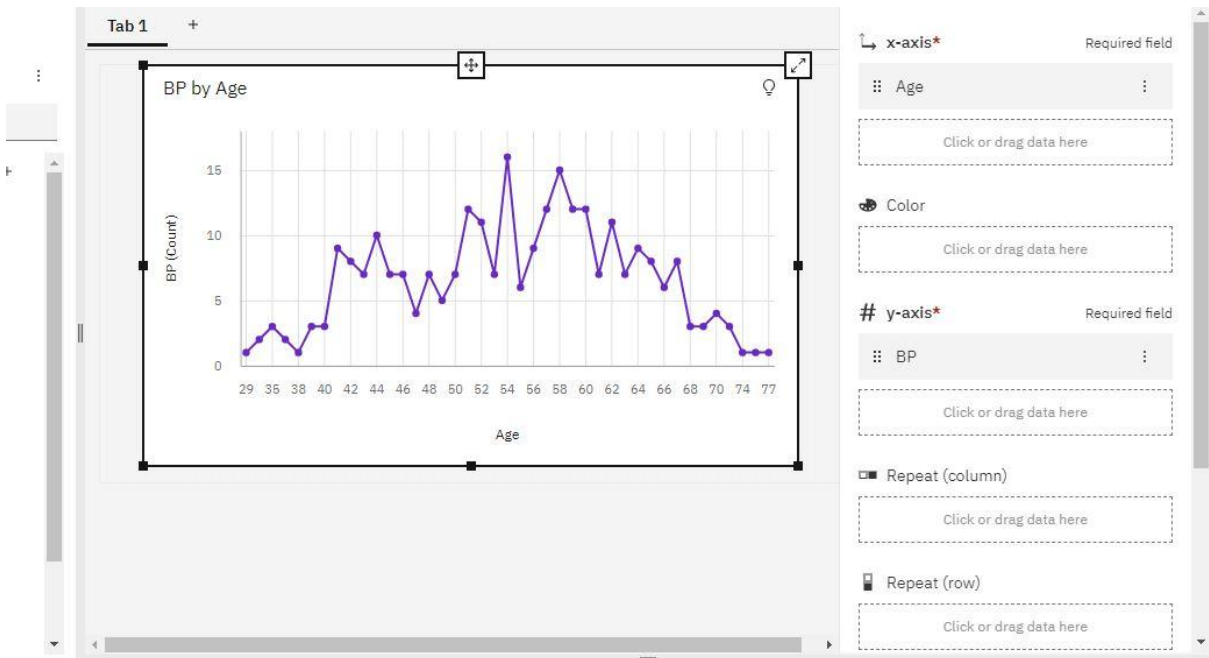 Tab 1 +
BP by Age
15
10
5
0
BP (Count)
29 35 38 40 42 44 46 48 50 52 54 56 58 60 62 64 66 68 70 74 77
Age
x-axis* Required field
Age
Click or drag data here
Color
Click or drag data here
# y-axis* Required field
BP
Click or drag data here
Repeat (column)
Click or drag data here
Repeat (row)
Click or drag data here